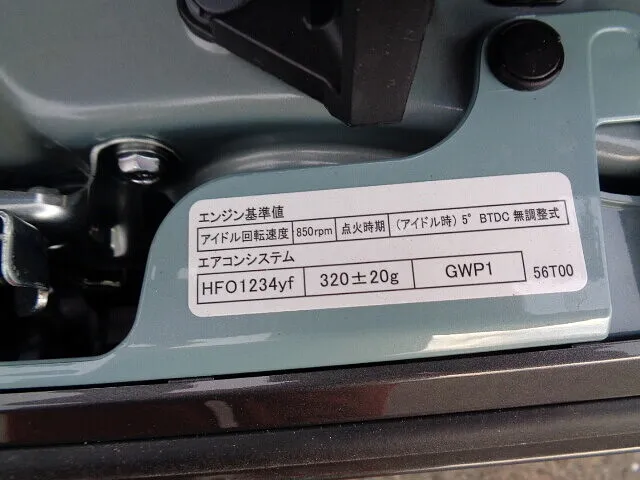 エンジン基準値
アイドル回転速度 850rpm 点火時期 (アイドル時) 5° BTDC 無調整式
エアコンシステム
HFO1234yf 320±20g GWP1 56T00